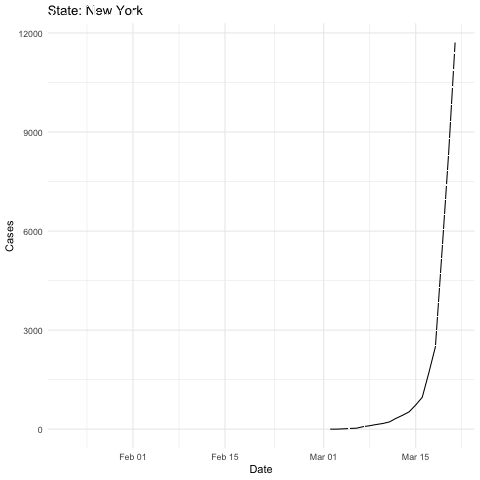 State: New York
12000
9000
6000
3000
0
Cases
Feb 01
Feb 15
Mar 01
Mar 15
Date